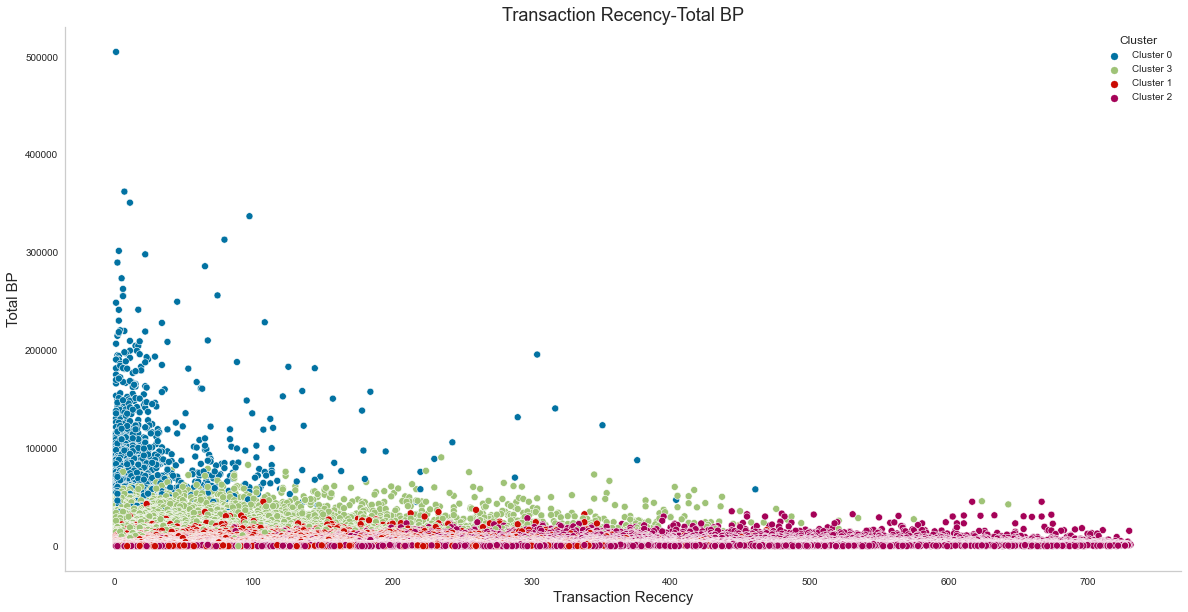 Transaction Recency-Total BP
Cluster
Cluster 0
Cluster 3
Cluster 1
Cluster 2
Total BP
500000
400000
300000
200000
100000
0
0 100 200 300 400 500 600 700
Transaction Recency